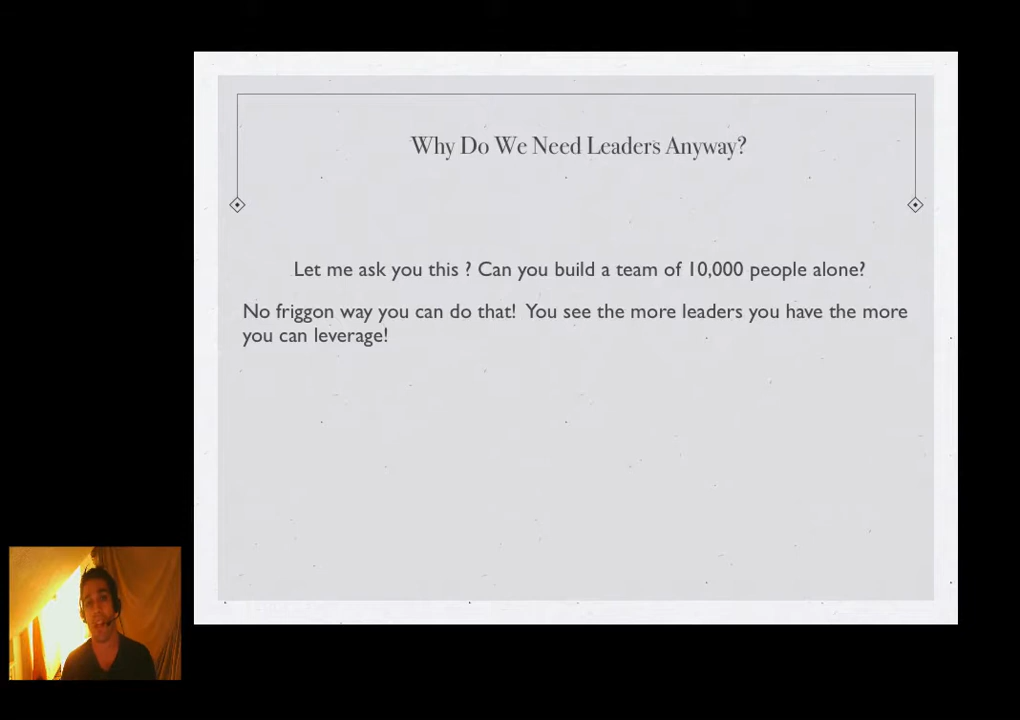 Why Do We Need Leaders Anyway?
Let me ask you this ? Can you build a team of 10,000 people alone?
No friggon way you can do that!  You see the more leaders you have the more
you can leverage!